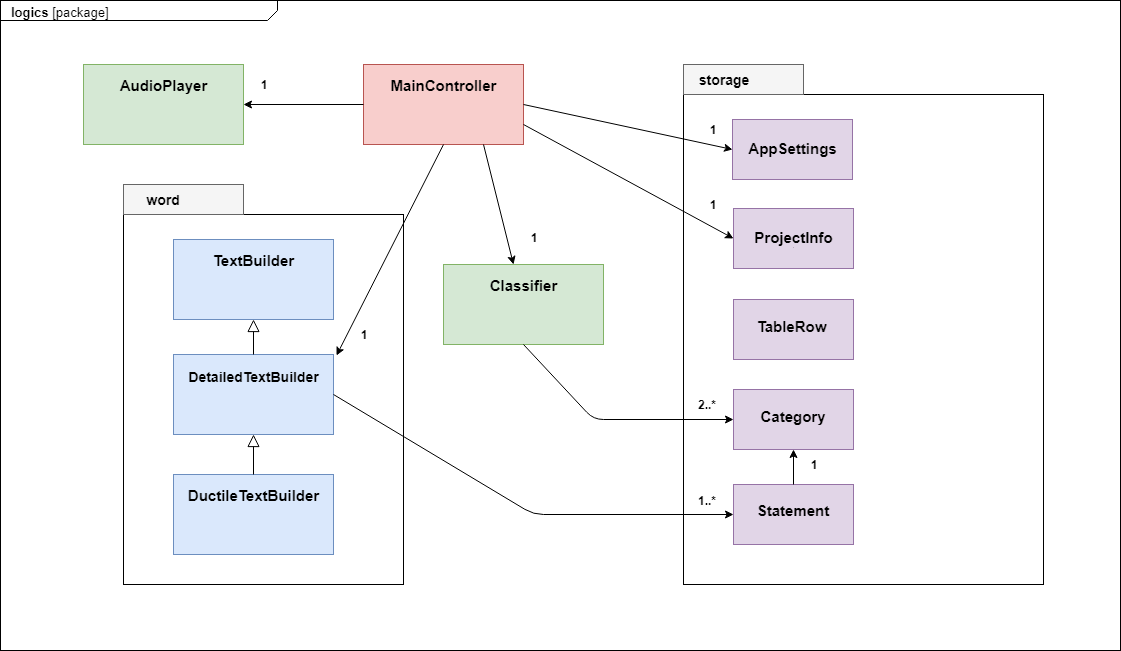 logics [package]
AudioPlayer
1
MainController
storage
1
AppSettings
1
ProjectInfo
word
TextBuilder
1
Classifier
1
DetailedTextBuilder
TableRow
2..*
Category
1
DuctileTextBuilder
1..*
Statement